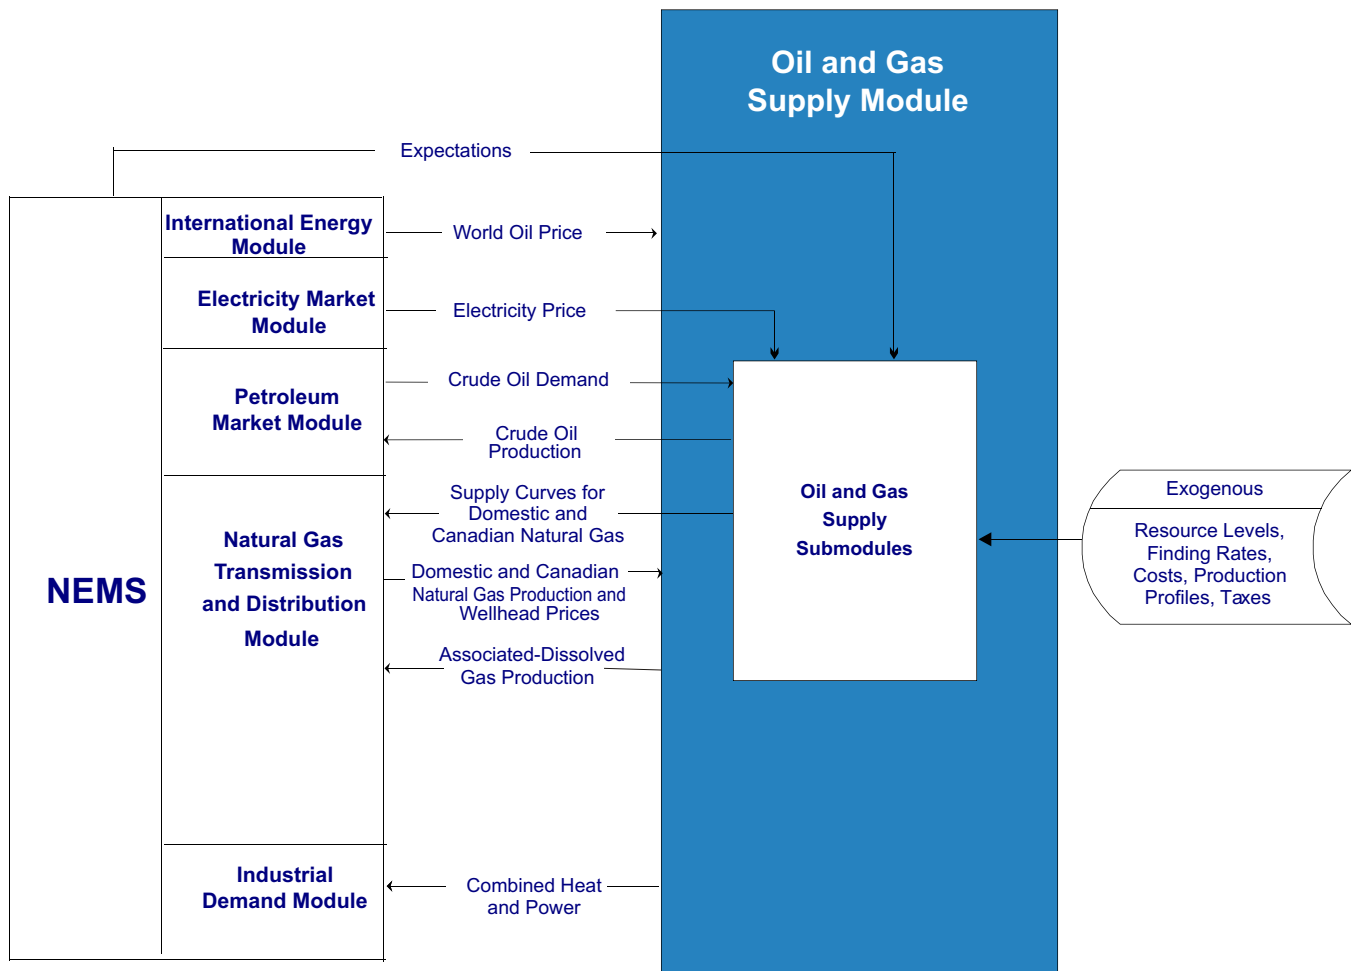 Oil and Gas
Supply Module
Expectations
NEMS
International Energy
Module
World Oil Price
Electricity Market
Module
Electricity Price
Petroleum
Market Module
Crude Oil Demand
Crude Oil
Production
Natural Gas
Transmission
and Distribution
Module
Supply Curves for
Domestic and
Canadian Natural Gas
Domestic and Canadian
Natural Gas Production and
Wellhead Prices
Associated-Dissolved
Gas Production
Industrial
Demand Module
Combined Heat
and Power
Oil and Gas
Supply
Submodules
Exogenous
Resource Levels,
Finding Rates,
Costs, Production
Profiles, Taxes